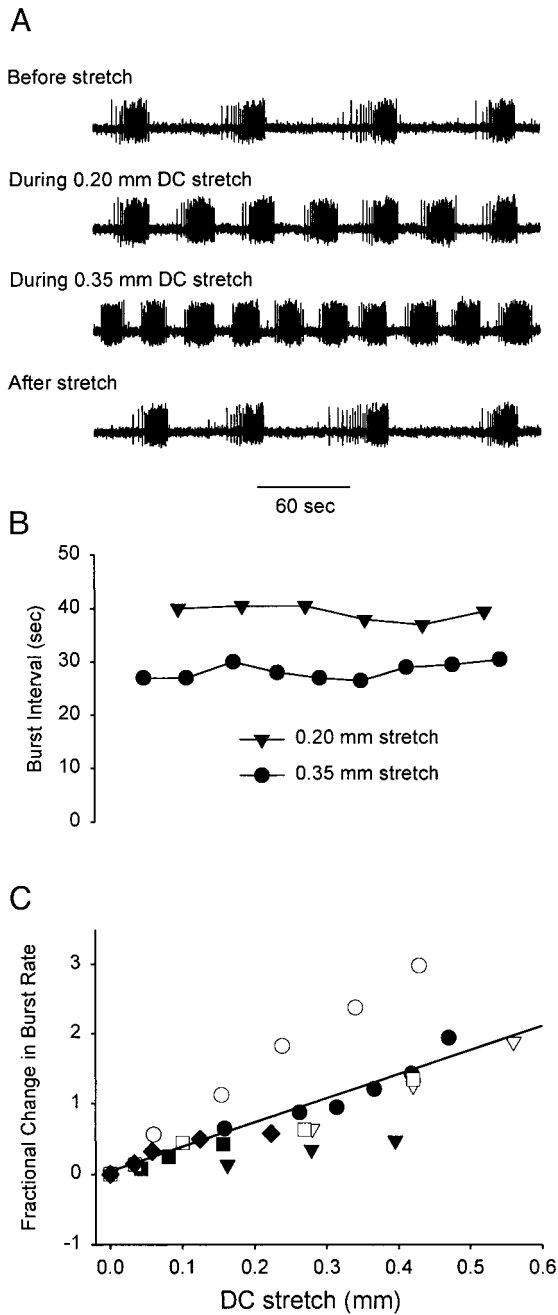 A
Before stretch
During 0.20 mm DC stretch
During 0.35 mm DC stretch
After stretch
60 sec
B
50
40
30
20
10
0
Burst Interval (sec)
0.20 mm stretch
0.35 mm stretch
C
3
2
1
0
-1
Fractional Change in Burst Rate
0.0 0.1 0.2 0.3 0.4 0.5 0.6
DC stretch (mm)